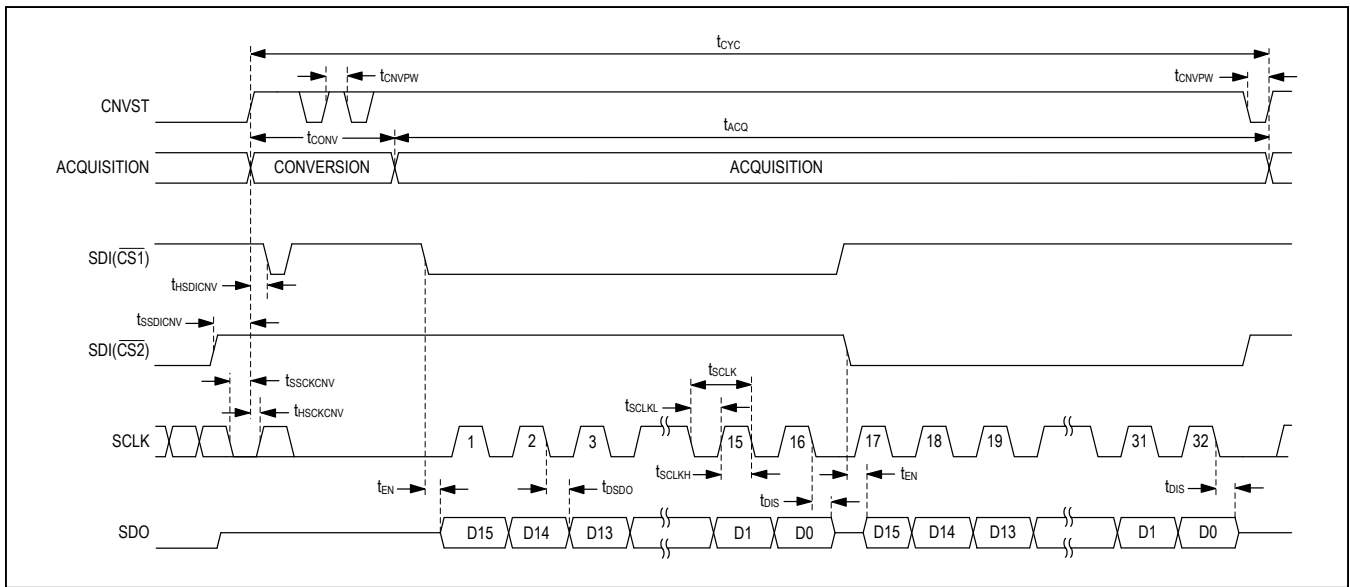 tCYC
tCNVPW
tCNVPW
CNVST
tCONV
tACQ
ACQUISITION
CONVERSION
ACQUISITION
SDI(CS1)
tHSDICNV
tSSDICNV
SDI(CS2)
tSSCKCNV
tSCLK
tHSCKCNV
tSCLKL
SCLK
1 2 3 15 16 17 18 19 31 32
tEN
tDSDO
tSCLKH
tDIS
tEN
tDIS
SDO
D15 D14 D13 D1 D0 D15 D14 D13 D1 D0